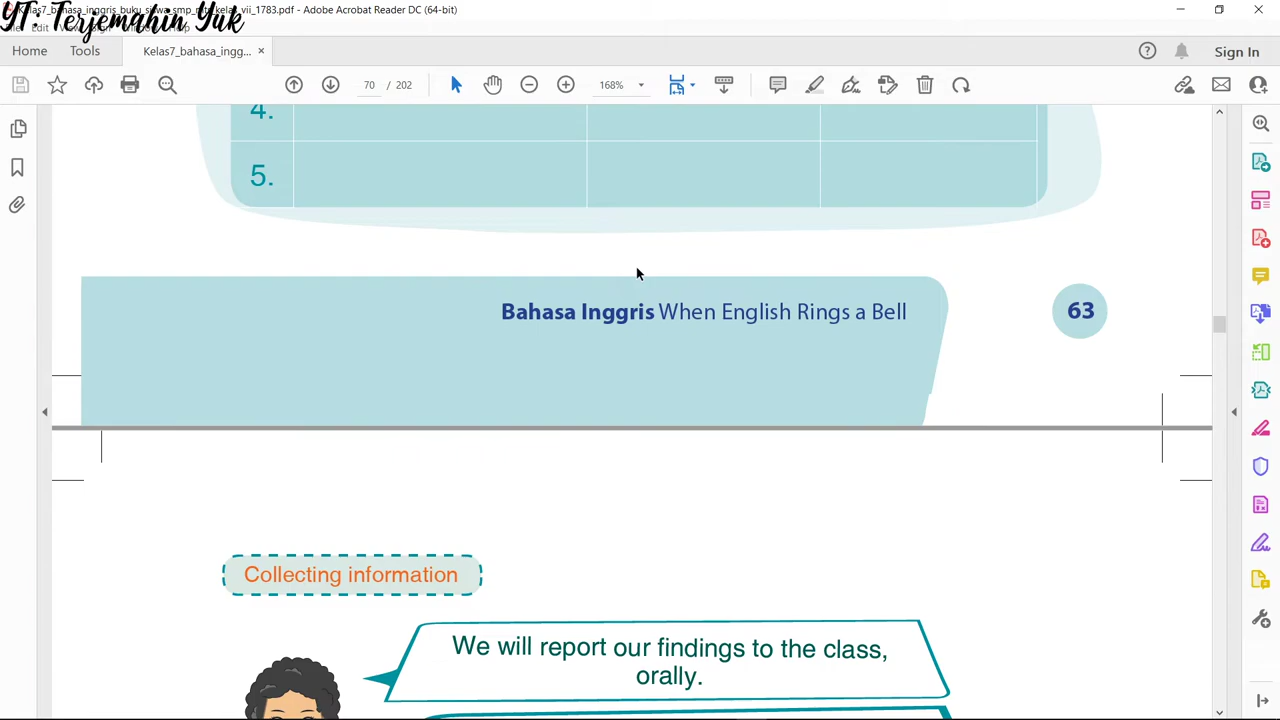 YT: Terjemahin Yuk
Kelas7_bahasa_inggris_buku_siswa_smp_mts_kelas_vii_1783.pdf - Adobe Acrobat Reader DC (64-bit)
Home
Tools
Kelas7_bahasa_ingg...
Sign In
70 / 202
168%
4.
5.
Bahasa Inggris When English Rings a Bell
63
Collecting information
We will report our findings to the class,
orally.